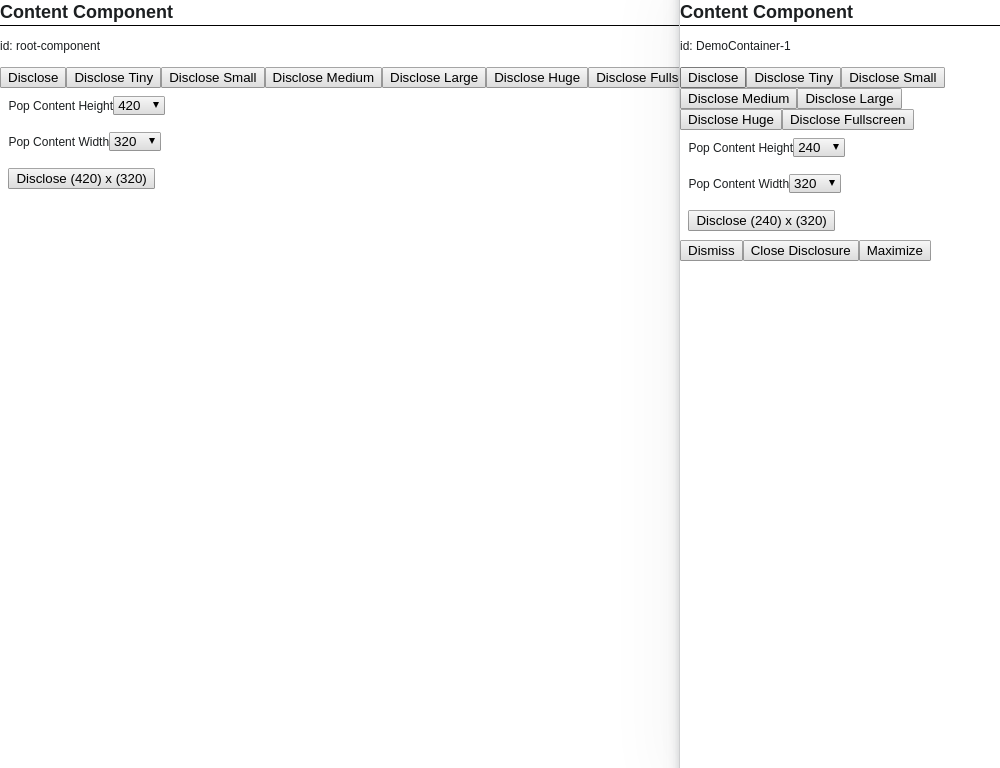 Content Component
id: root-component
Disclose Disclose Tiny Disclose Small Disclose Medium Disclose Large Disclose Huge Disclose Fulls
Pop Content Height 420
Pop Content Width 320
Disclose (420) x (320)
Content Component
id: DemoContainer-1
Disclose Disclose Tiny Disclose Small
Disclose Medium Disclose Large
Disclose Huge Disclose Fullscreen
Pop Content Height 240
Pop Content Width 320
Disclose (240) x (320)
Dismiss Close Disclosure Maximize